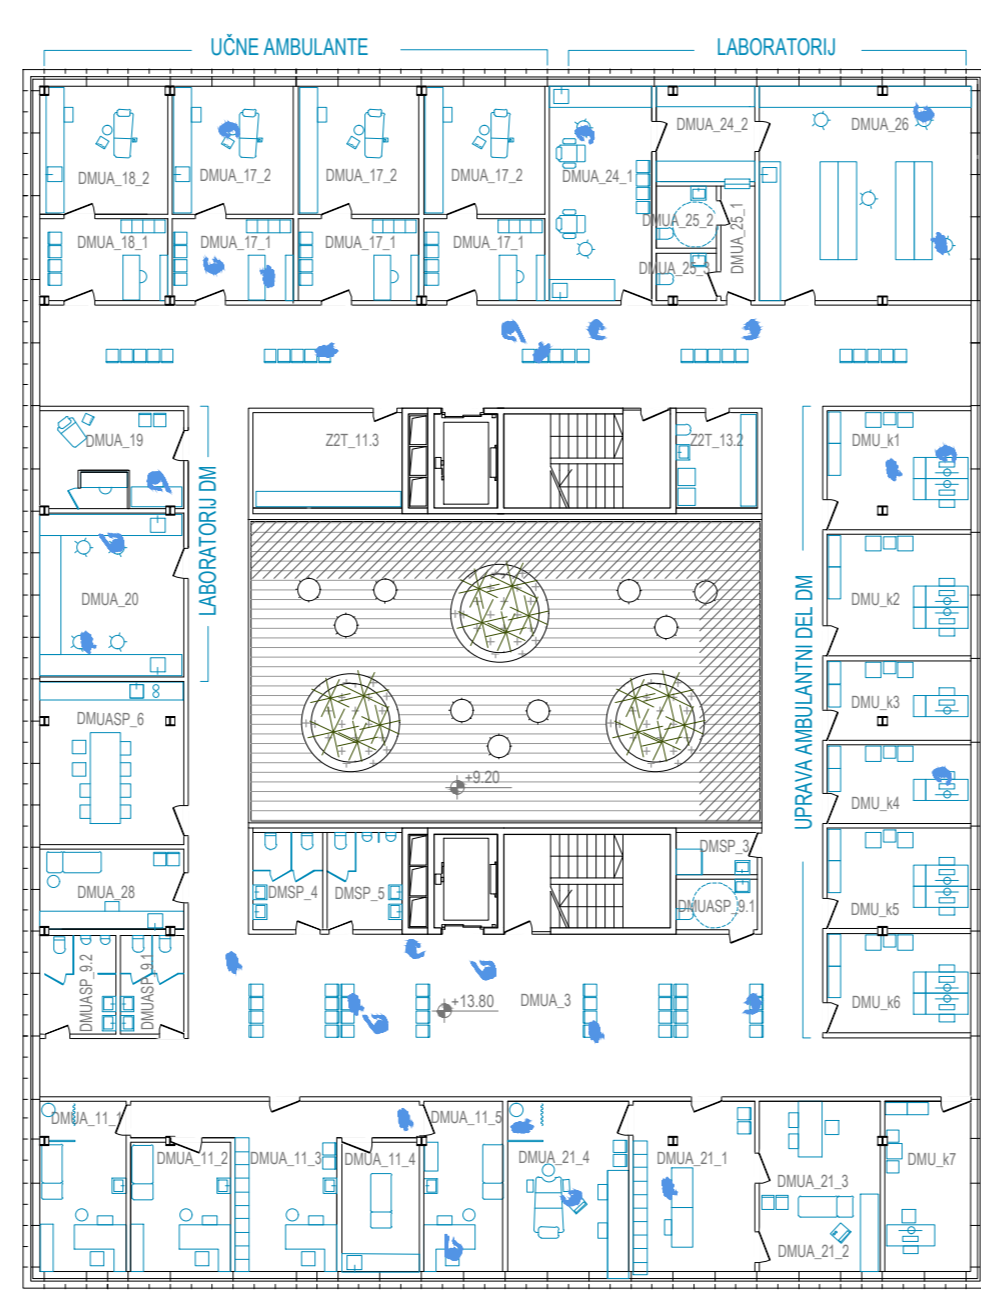 UČNE AMBULANTE
LABORATORIJ
DMUA_18_2
DMUA_17_2
DMUA_17_2
DMUA_17_2
DMUA_24_1
DMUA_24_2
DMUA_26
DMUA_25_2
DMUA_25_1
DMUA_25_3
DMUA_18_1
DMUA_17_1
DMUA_17_1
DMUA_17_1
DMUA_19
LABORATORIJ DM
Z2T_11.3
Z2T_13.2
DMU_k1
DMUA_20
UPRAVA AMBULANTNI DEL DM
DMU_k2
DMUASP_6
DMU_k3
+9.20
DMU_k4
DMUA_28
DMSP_4
DMSP_5
DMSP_3
DMUASP_9.1
DMU_k5
DMUASP_9.2
DMUASP_9.1
+13.80
DMUA_3
DMU_k6
DMUA_11_1
DMUA_11_5
DMUA_11_2
DMUA_11_3
DMUA_11_4
DMUA_21_4
DMUA_21_1
DMU_k7
DMUA_21_3
DMUA_21_2